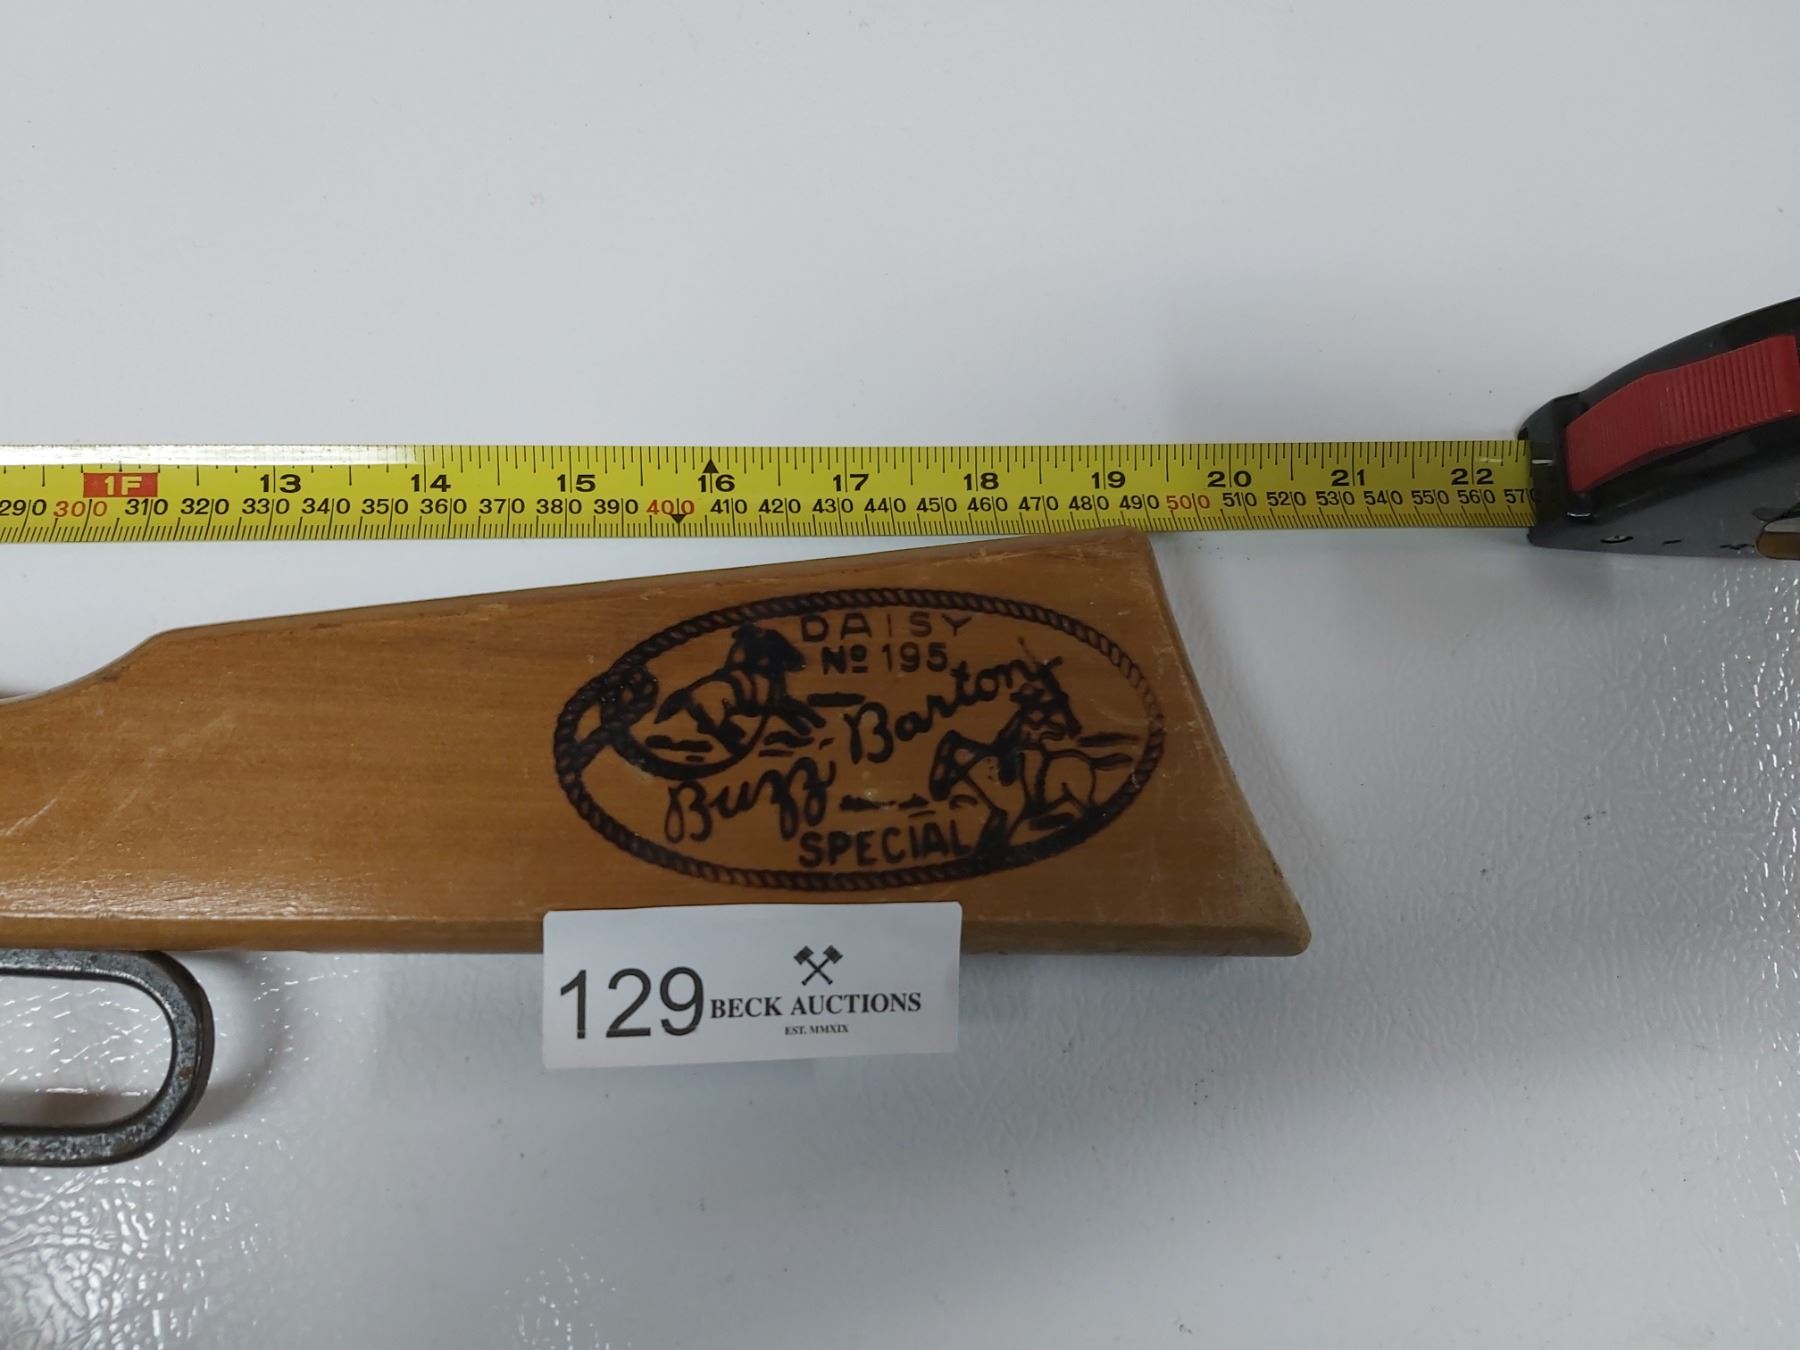 1F 13 14 15 16 17 18 19 20 21 22
290 300 310 320 330 340 350 360 370 380 390 400 410 420 430 440 450 460 470 480 490 500 510 520 530 540 550 560 570
DAISY
Nº 195
Buzz Barton
SPECIAL
129
BECK AUCTIONS
EST. MMXIX